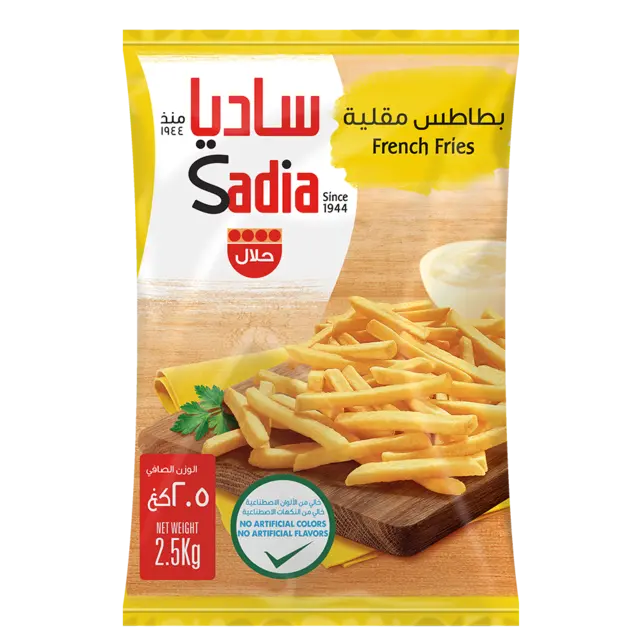 ساديا
منذ
١٩٤٤
Sadia
Since
1944
حلال
بطاطس مقلية
French Fries
الوزن الصافي
٢.٥ كغ
NET WEIGHT
2.5Kg
خالي من الألوان الاصطناعية
خالي من النكهات الاصطناعية
NO ARTIFICIAL COLORS
NO ARTIFICIAL FLAVORS